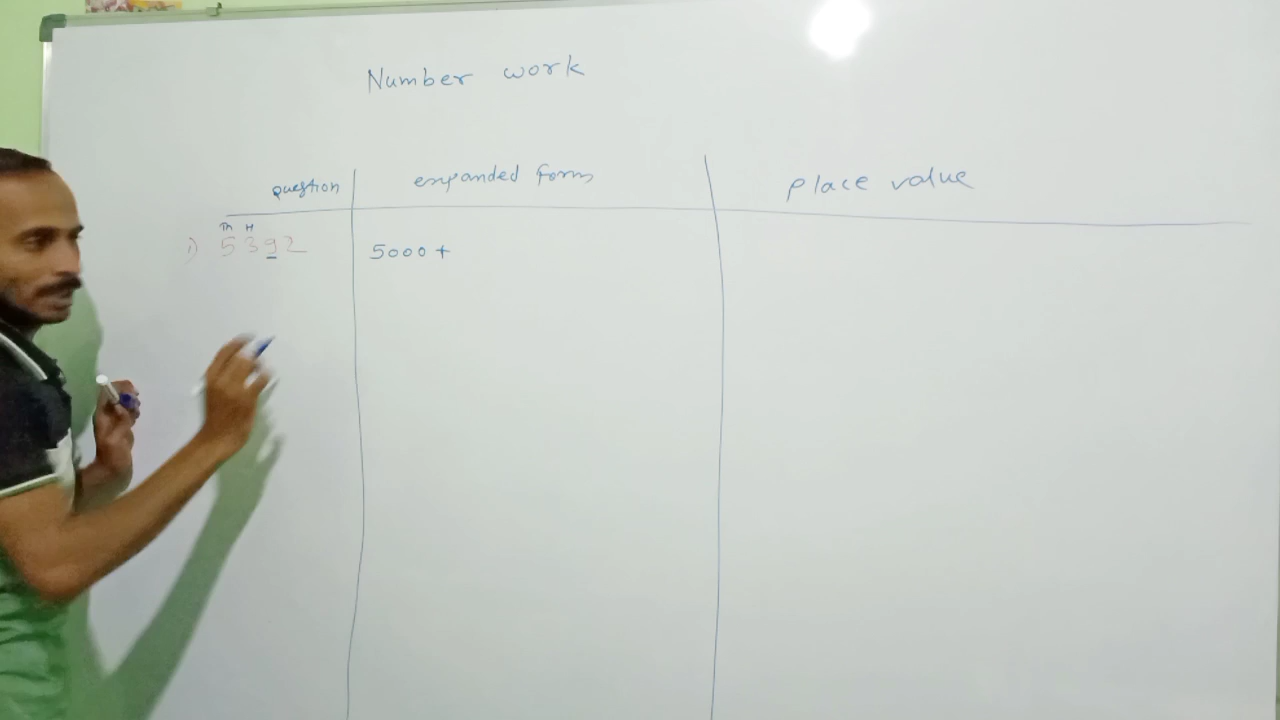 Number work
question expanded form place value
Th H
1) 5392 5000+